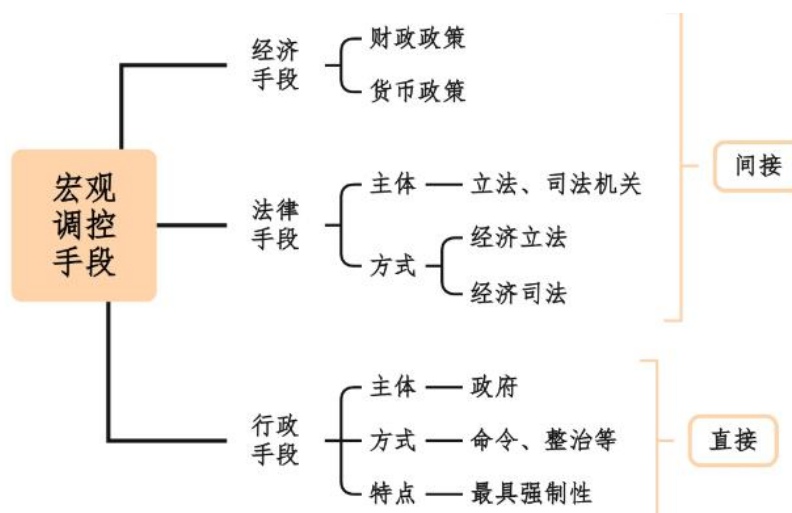 宏观
调控
手段
经济
手段
财政政策
货币政策
法律
手段
主体
立法、司法机关
方式
经济立法
经济司法
间接
行政
手段
主体
政府
方式
命令、整治等
特点
最具强制性
直接